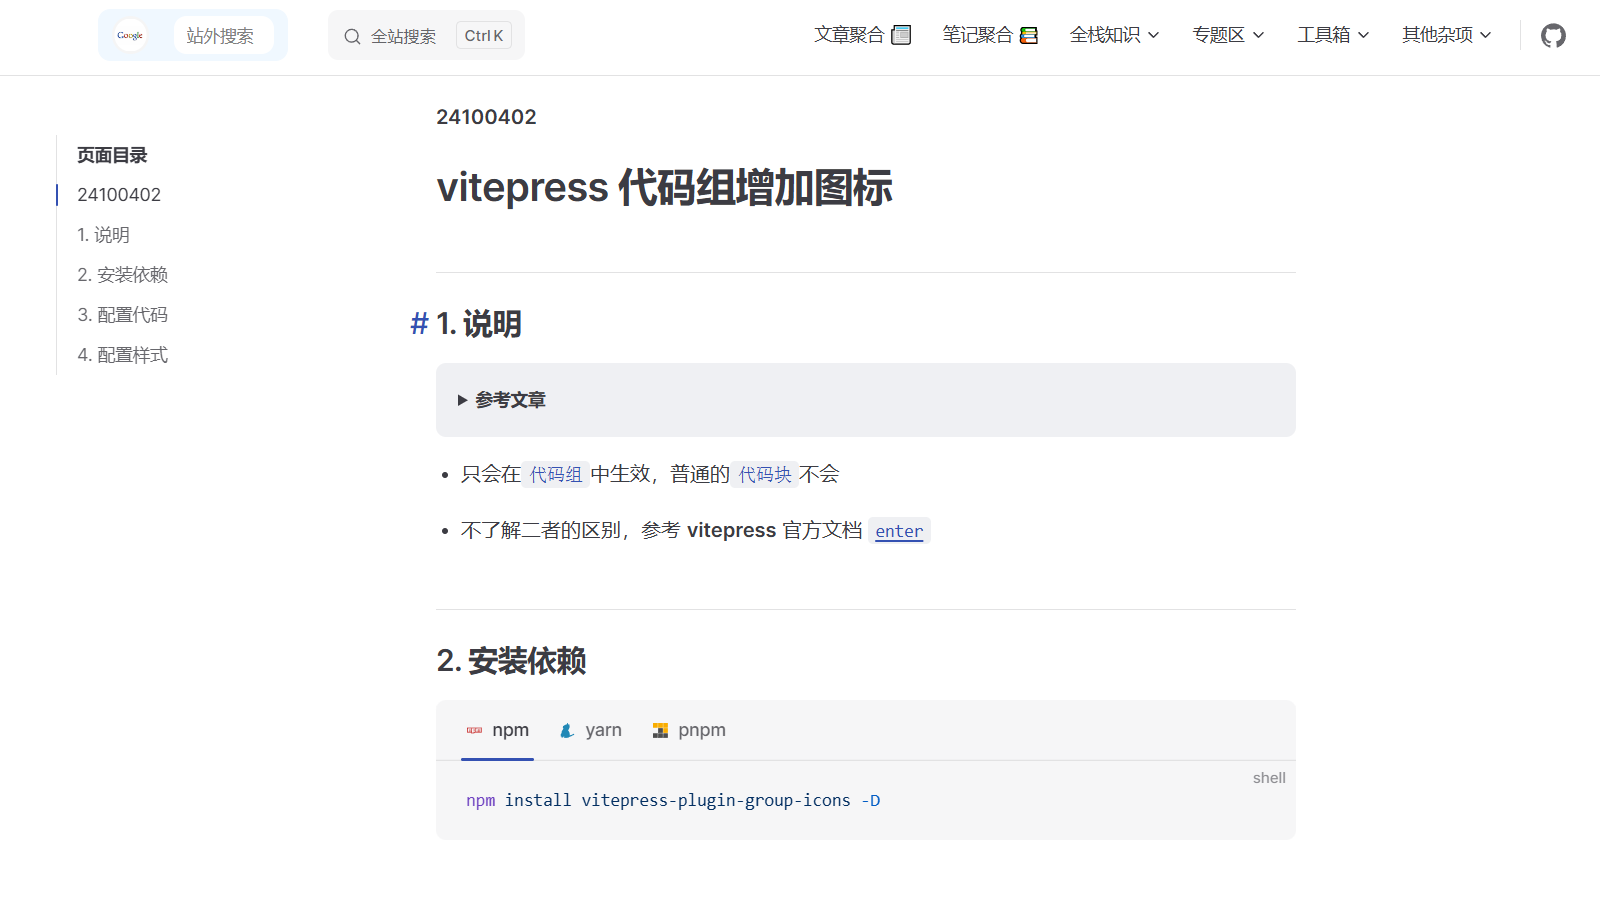 Google 站外搜索 全站搜索 Ctrl K 文章聚合 笔记聚合 全栈知识 专题区 工具箱 其他杂项
页面目录
24100402
1. 说明
2. 安装依赖
3. 配置代码
4. 配置样式
24100402
vitepress 代码组增加图标
# 1. 说明
参考文章
• 只会在 代码组 中生效，普通的 代码块 不会
• 不了解二者的区别，参考 vitepress 官方文档 enter
2. 安装依赖
npm npm yarn pnpm
shell
npm install vitepress-plugin-group-icons -D